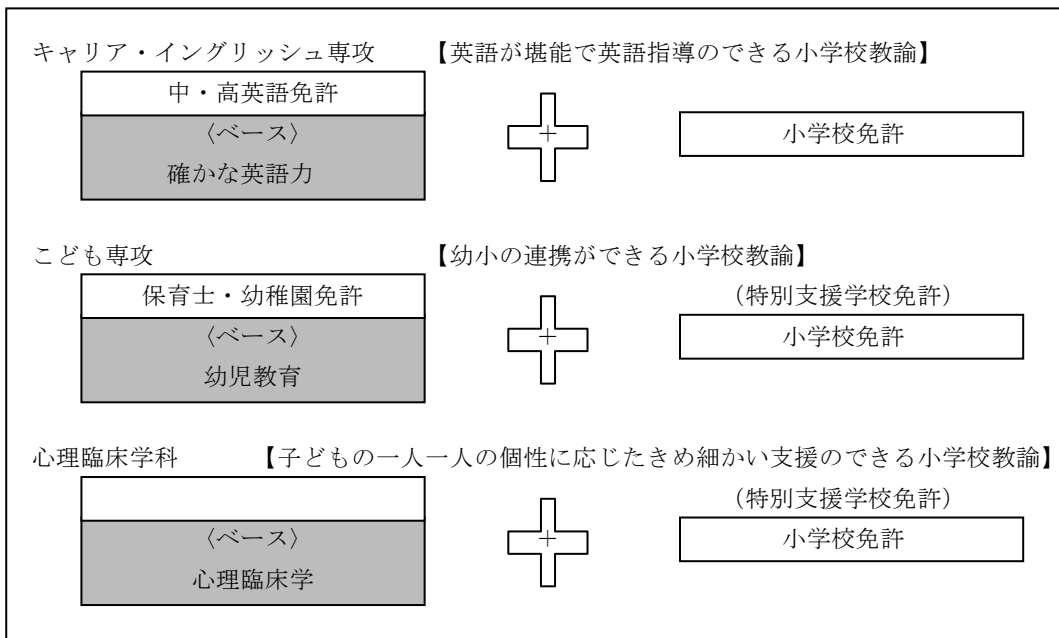 キャリア・イングリッシュ専攻 【英語が堪能で英語指導のできる小学校教諭】
中・高英語免許
〈ベース〉
確かな英語力
+
小学校免許
こども専攻 【幼小の連携ができる小学校教諭】
保育士・幼稚園免許
〈ベース〉
幼児教育
+
（特別支援学校免許）
小学校免許
心理臨床学科 【子どもの一人一人の個性に応じたきめ細かい支援のできる小学校教諭】
〈ベース〉
心理臨床学
+
（特別支援学校免許）
小学校免許